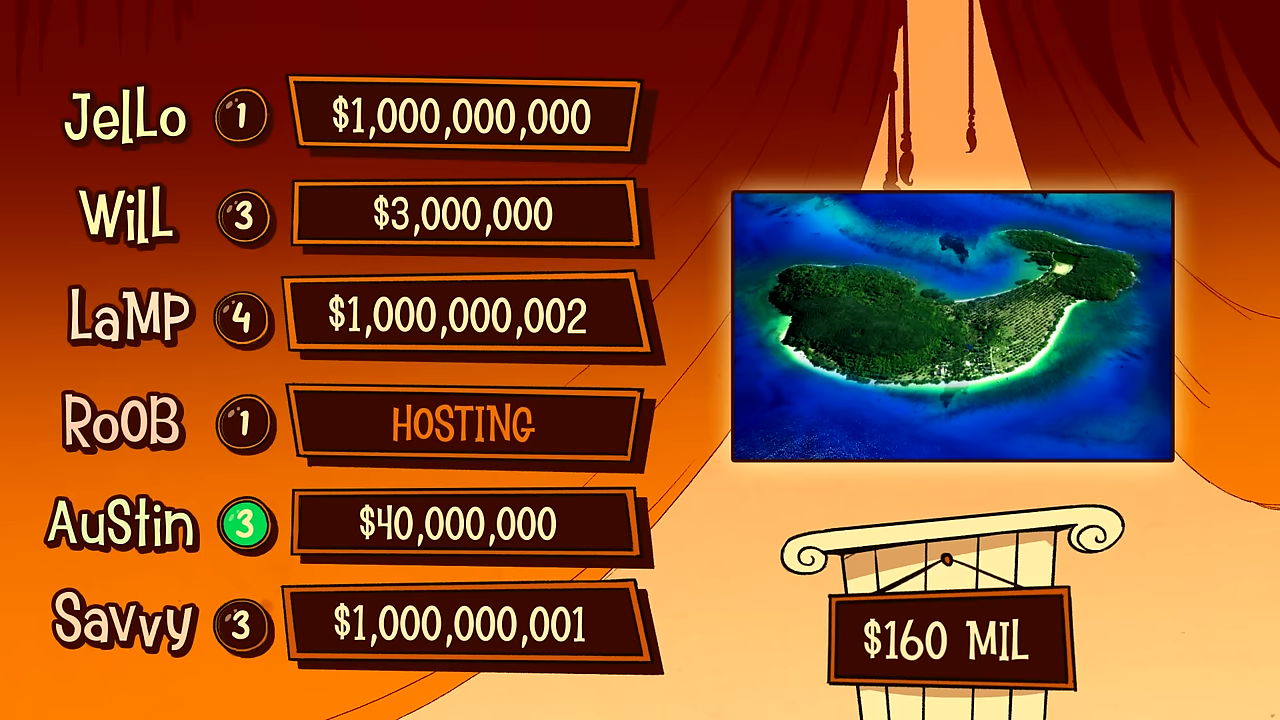 JelLo 1 $1,000,000,000
WilL 3 $3,000,000
LaMP 4 $1,000,000,002
RoOB 1 HOSTING
AuStin 3 $40,000,000
Savvy 3 $1,000,000,001
$160 MIL